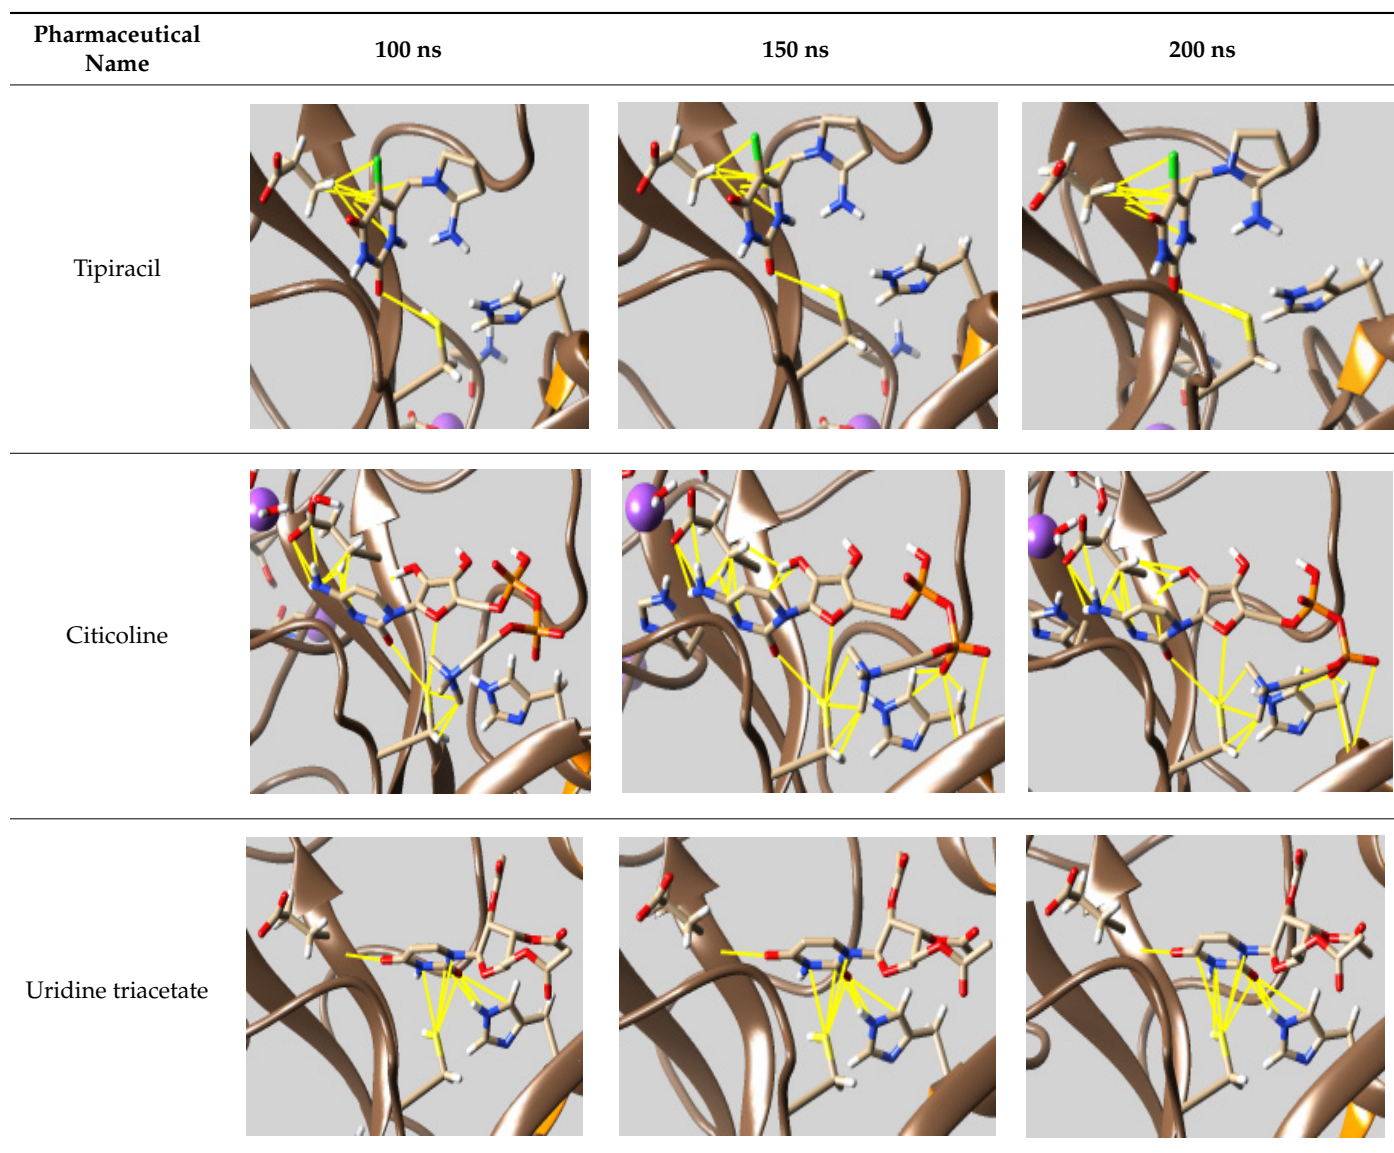 Pharmaceutical
Name
100 ns
150 ns
200 ns
Tipiracil
Citicoline
Uridine triacetate